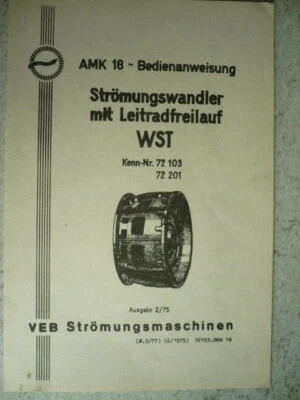 AMK 18 - Bedienanweisung
Strömungswandler
mit Leitradfreilauf
WST
Kenn-Nr. 72 103
72 201
Ausgabe 2/75
VEB Strömungsmaschinen